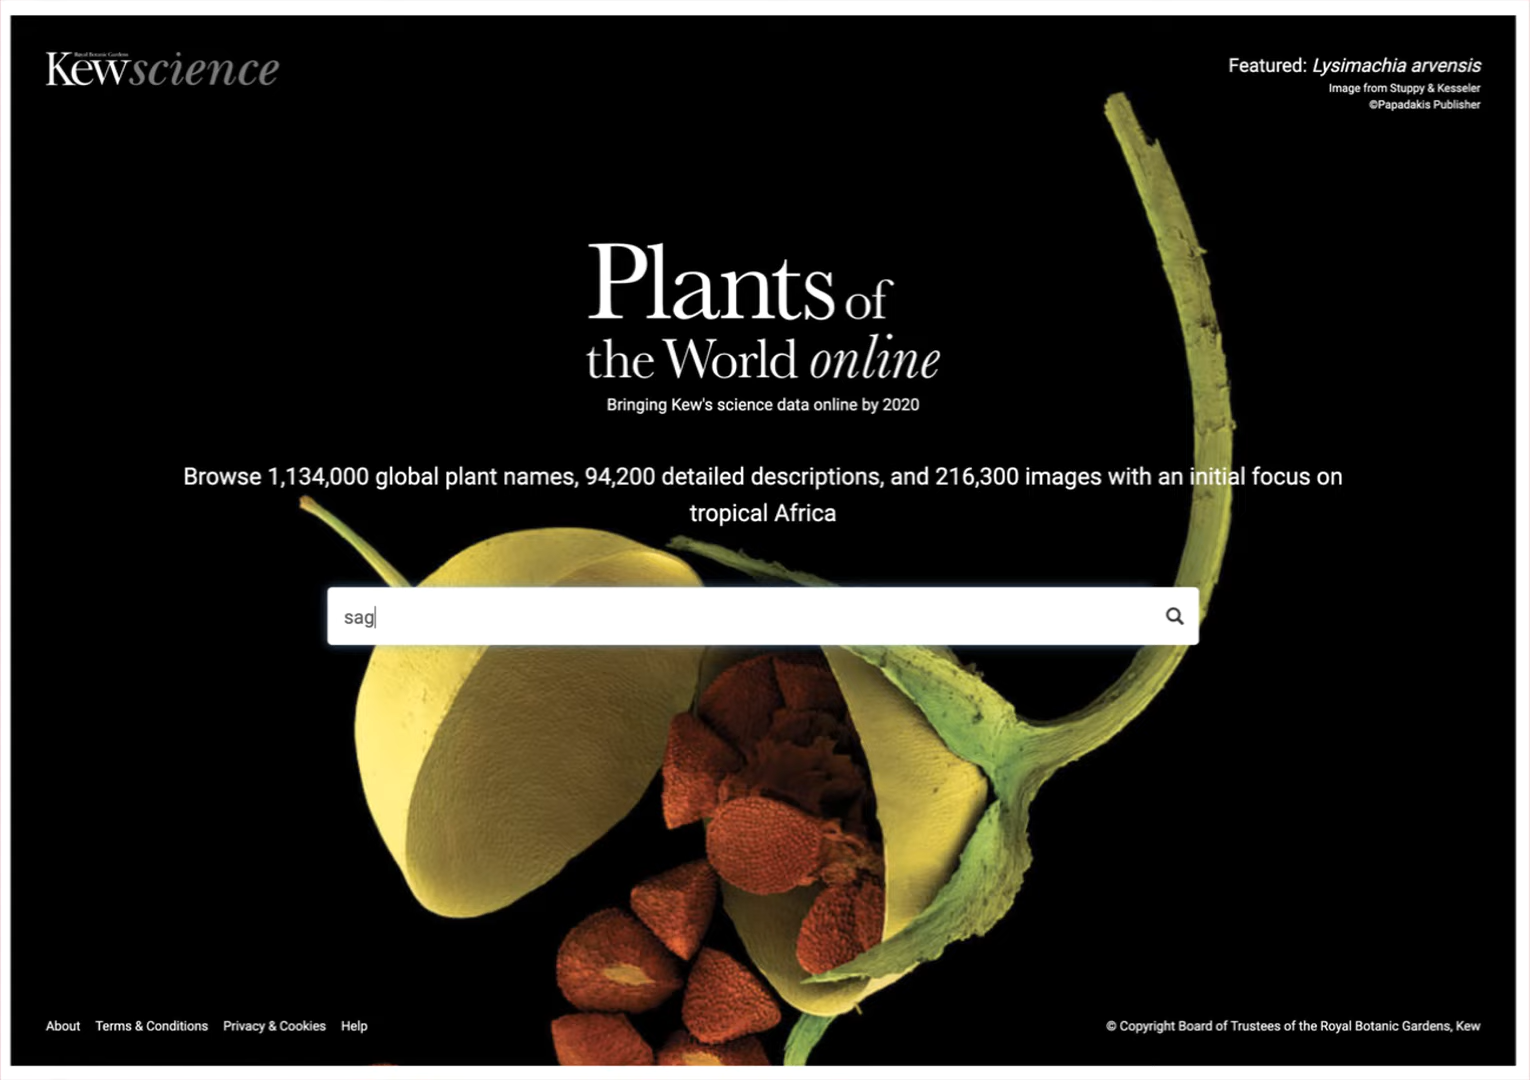 Royal Botanic Gardens
Kewscience
Featured: Lysimachia arvensis
Image from Stuppy & Kesseler
©Papadakis Publisher
Plants of
the World online
Bringing Kew's science data online by 2020
Browse 1,134,000 global plant names, 94,200 detailed descriptions, and 216,300 images with an initial focus on
tropical Africa
sag
About Terms & Conditions Privacy & Cookies Help
© Copyright Board of Trustees of the Royal Botanic Gardens, Kew